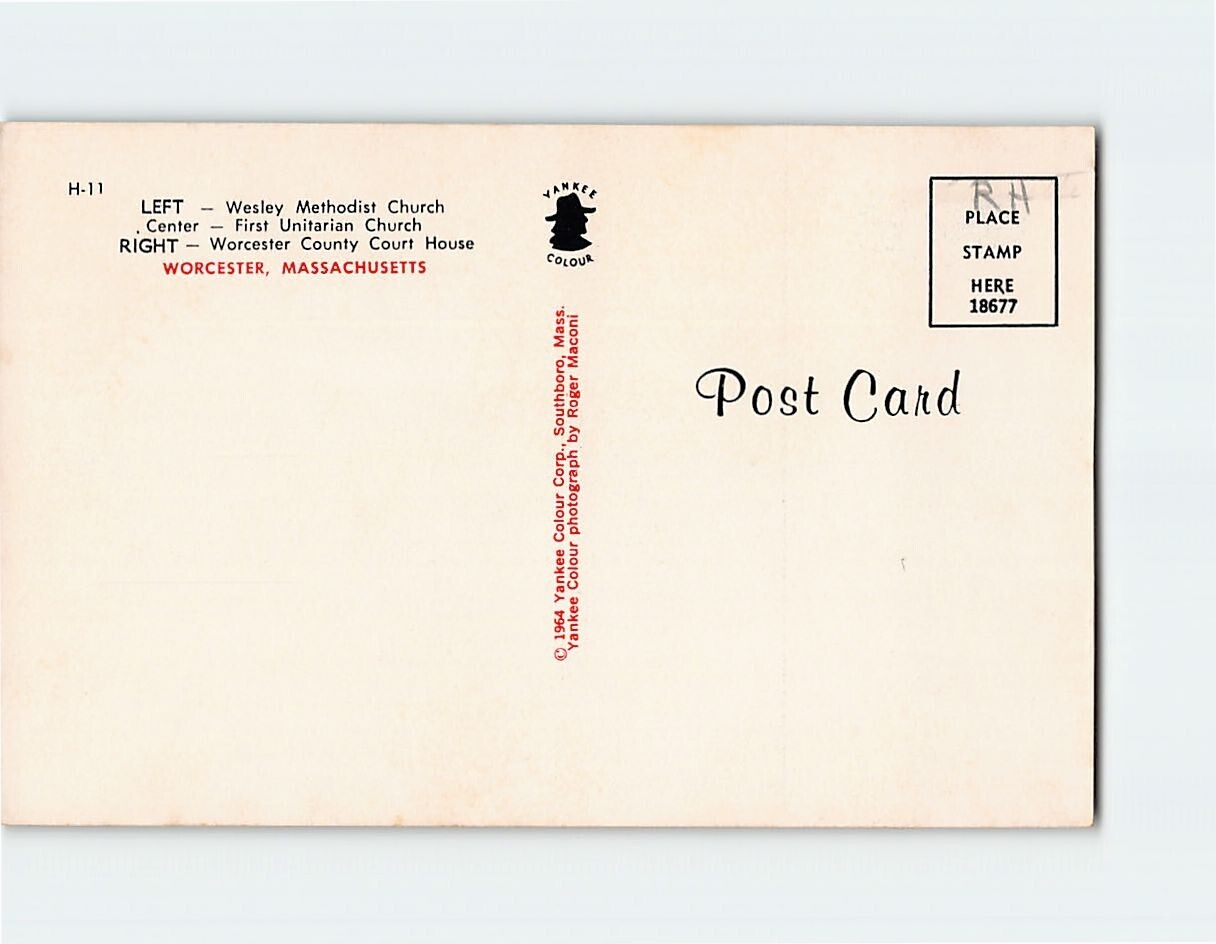 H-11
LEFT — Wesley Methodist Church
Center — First Unitarian Church
RIGHT — Worcester County Court House
WORCESTER, MASSACHUSETTS
YANKEE
COLOUR
© 1964 Yankee Colour Corp., Southboro, Mass.
Yankee Colour photograph by Roger Maconi
RH
PLACE
STAMP
HERE
18677
Post Card